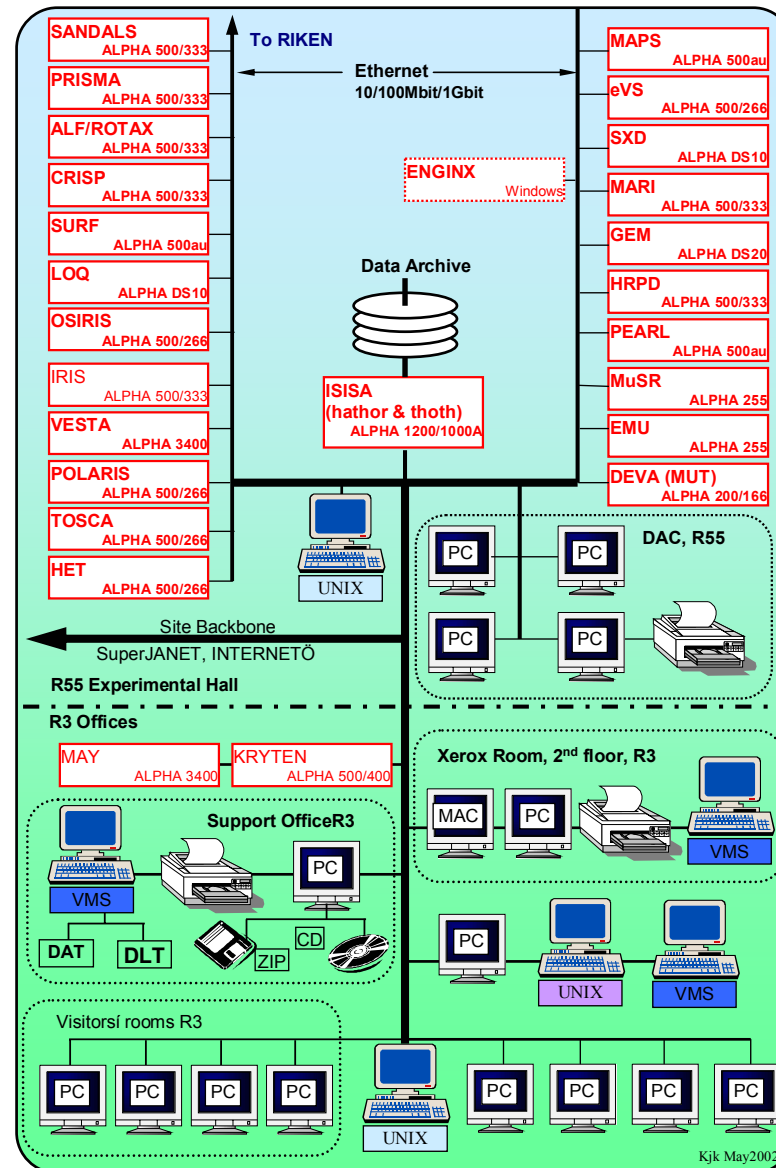 SANDALS
ALPHA 500/333
PRISMA
ALPHA 500/333
ALF/ROTAX
ALPHA 500/333
CRISP
ALPHA 500/333
SURF
ALPHA 500au
LOQ
ALPHA DS10
OSIRIS
ALPHA 500/266
IRIS
ALPHA 500/333
VESTA
ALPHA 3400
POLARIS
ALPHA 500/266
TOSCA
ALPHA 500/266
HET
ALPHA 500/266
To RIKEN
Ethernet
10/100Mbit/1Gbit
ENGINX
Windows
Data Archive
ISISA
(hathor & thoth)
ALPHA 1200/1000A
MAPS
ALPHA 500au
eVS
ALPHA 500/266
SXD
ALPHA DS10
MARI
ALPHA 500/333
GEM
ALPHA DS20
HRPD
ALPHA 500/333
PEARL
ALPHA 500au
MuSR
ALPHA 255
EMU
ALPHA 255
DEVA (MUT)
ALPHA 200/166
UNIX
DAC, R55
PC
PC
PC
PC
Site Backbone
SuperJANET, INTERNETÖ
R55 Experimental Hall
R3 Offices
MAY
ALPHA 3400
KRYTEN
ALPHA 500/400
Xerox Room, 2nd floor, R3
MAC
PC
VMS
Support OfficeR3
VMS
PC
DAT
DLT
ZIP
CD
PC
UNIX
VMS
Visitorsí rooms R3
PC
PC
PC
PC
UNIX
PC
PC
PC
PC
Kjk May2002